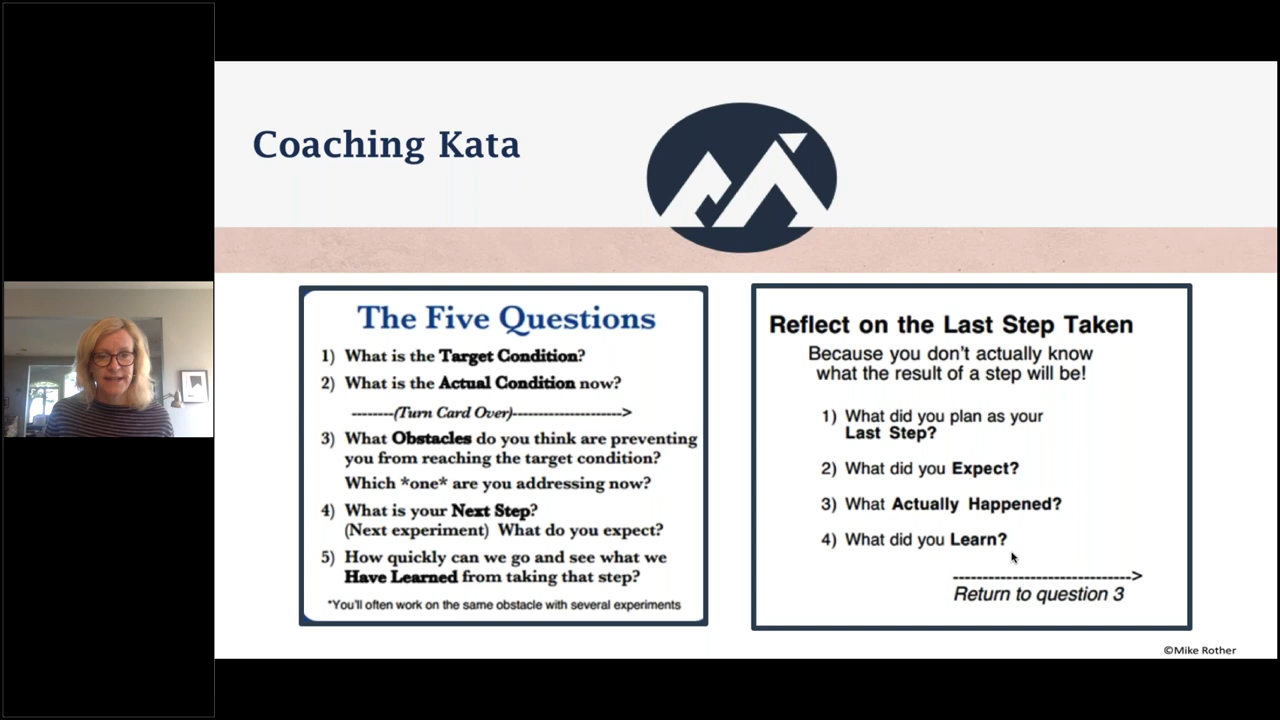 Coaching Kata
The Five Questions
1) What is the Target Condition?
2) What is the Actual Condition now?
--------(Turn Card Over)--------------------->
3) What Obstacles do you think are preventing
you from reaching the target condition?
Which *one* are you addressing now?
4) What is your Next Step?
(Next experiment) What do you expect?
5) How quickly can we go and see what we
Have Learned from taking that step?
*You'll often work on the same obstacle with several experiments
Reflect on the Last Step Taken
Because you don't actually know
what the result of a step will be!
1) What did you plan as your
Last Step?
2) What did you Expect?
3) What Actually Happened?
4) What did you Learn?
------------------------------>
Return to question 3
©Mike Rother